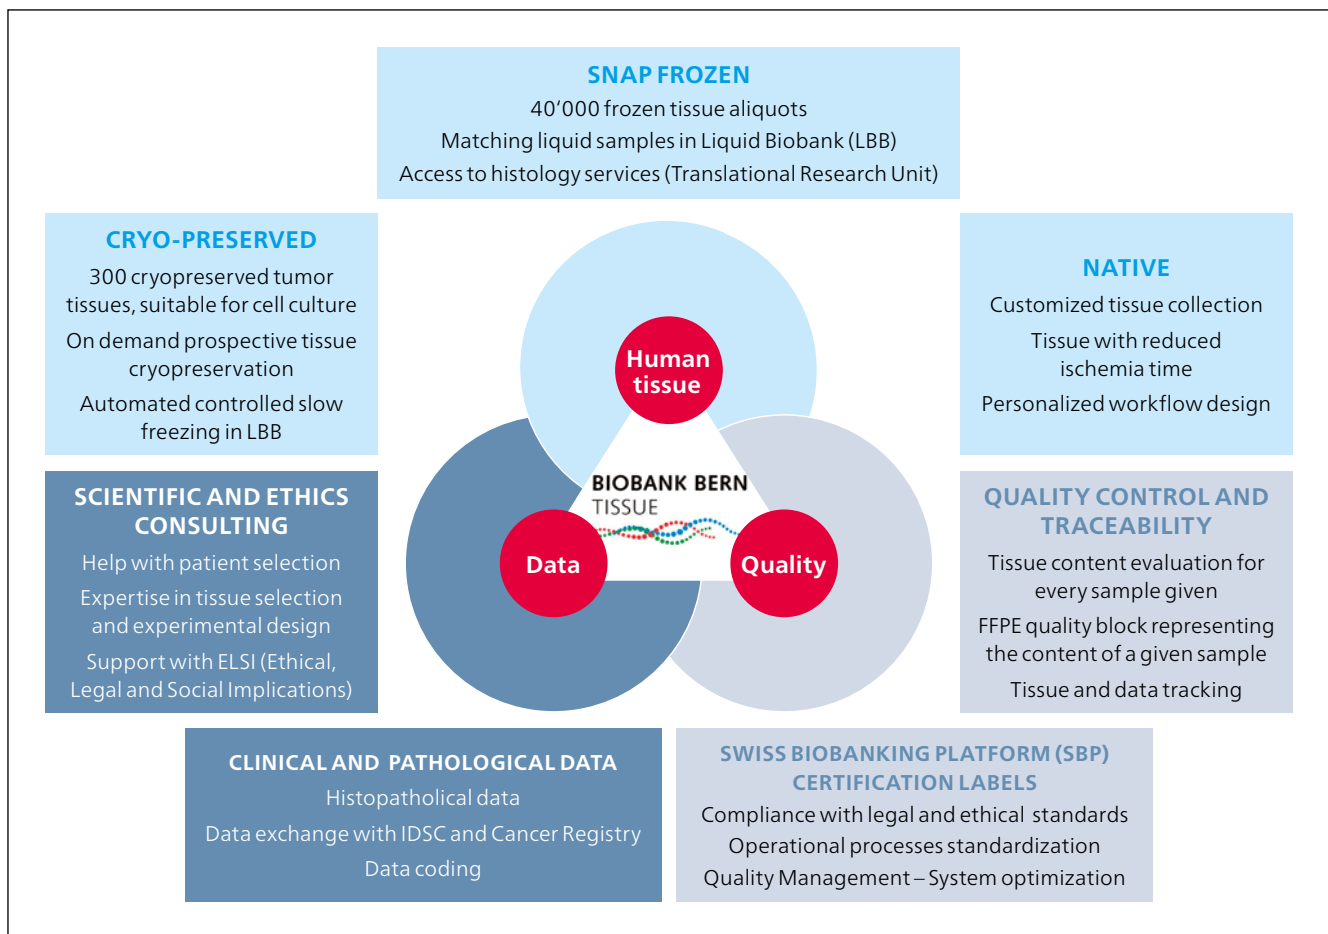 SNAP FROZEN
40’000 frozen tissue aliquots
Matching liquid samples in Liquid Biobank (LBB)
Access to histology services (Translational Research Unit)
CRYO-PRESERVED
300 cryopreserved tumor
tissues, suitable for cell culture
On demand prospective tissue
cryopreservation
Automated controlled slow
freezing in LBB
NATIVE
Customized tissue collection
Tissue with reduced
ischemia time
Personalized workflow design
Human
tissue
BIOBANK BERN
TISSUE
Data
Quality
SCIENTIFIC AND ETHICS
CONSULTING
Help with patient selection
Expertise in tissue selection
and experimental design
Support with ELSI (Ethical,
Legal and Social Implications)
QUALITY CONTROL AND
TRACEABILITY
Tissue content evaluation for
every sample given
FFPE quality block representing
the content of a given sample
Tissue and data tracking
CLINICAL AND PATHOLOGICAL DATA
Histopatholical data
Data exchange with IDSC and Cancer Registry
Data coding
SWISS BIOBANKING PLATFORM (SBP)
CERTIFICATION LABELS
Compliance with legal and ethical standards
Operational processes standardization
Quality Management – System optimization